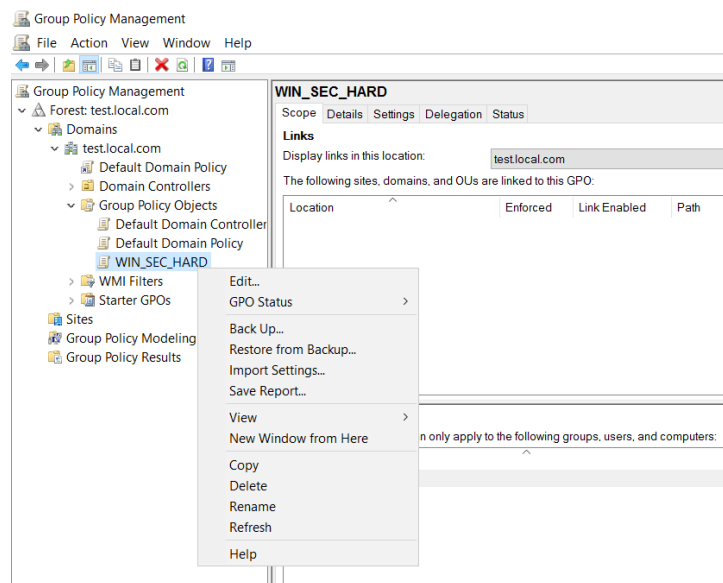 Group Policy Management
File Action View Window Help
Group Policy Management
Forest: test.local.com
Domains
test.local.com
Default Domain Policy
Domain Controllers
Group Policy Objects
Default Domain Controller
Default Domain Policy
WIN_SEC_HARD
WMI Filters
Starter GPOs
Sites
Group Policy Modeling
Group Policy Results
WIN_SEC_HARD
Scope Details Settings Delegation Status
Links
Display links in this location: test.local.com
The following sites, domains, and OUs are linked to this GPO:
Location Enforced Link Enabled Path
n only apply to the following groups, users, and computers:
Edit...
GPO Status
Back Up...
Restore from Backup...
Import Settings...
Save Report...
View
New Window from Here
Copy
Delete
Rename
Refresh
Help